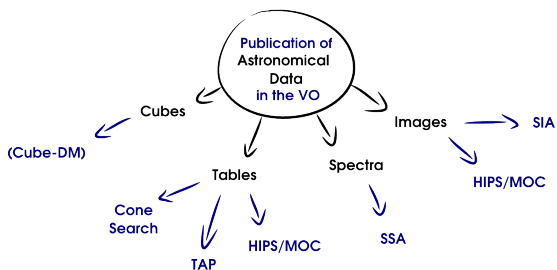 Publication of
Astronomical
Data
in the VO
Cubes
Images
SIA
(Cube-DM)
Tables
Spectra
HIPS/MOC
Cone
Search
TAP
HIPS/MOC
SSA